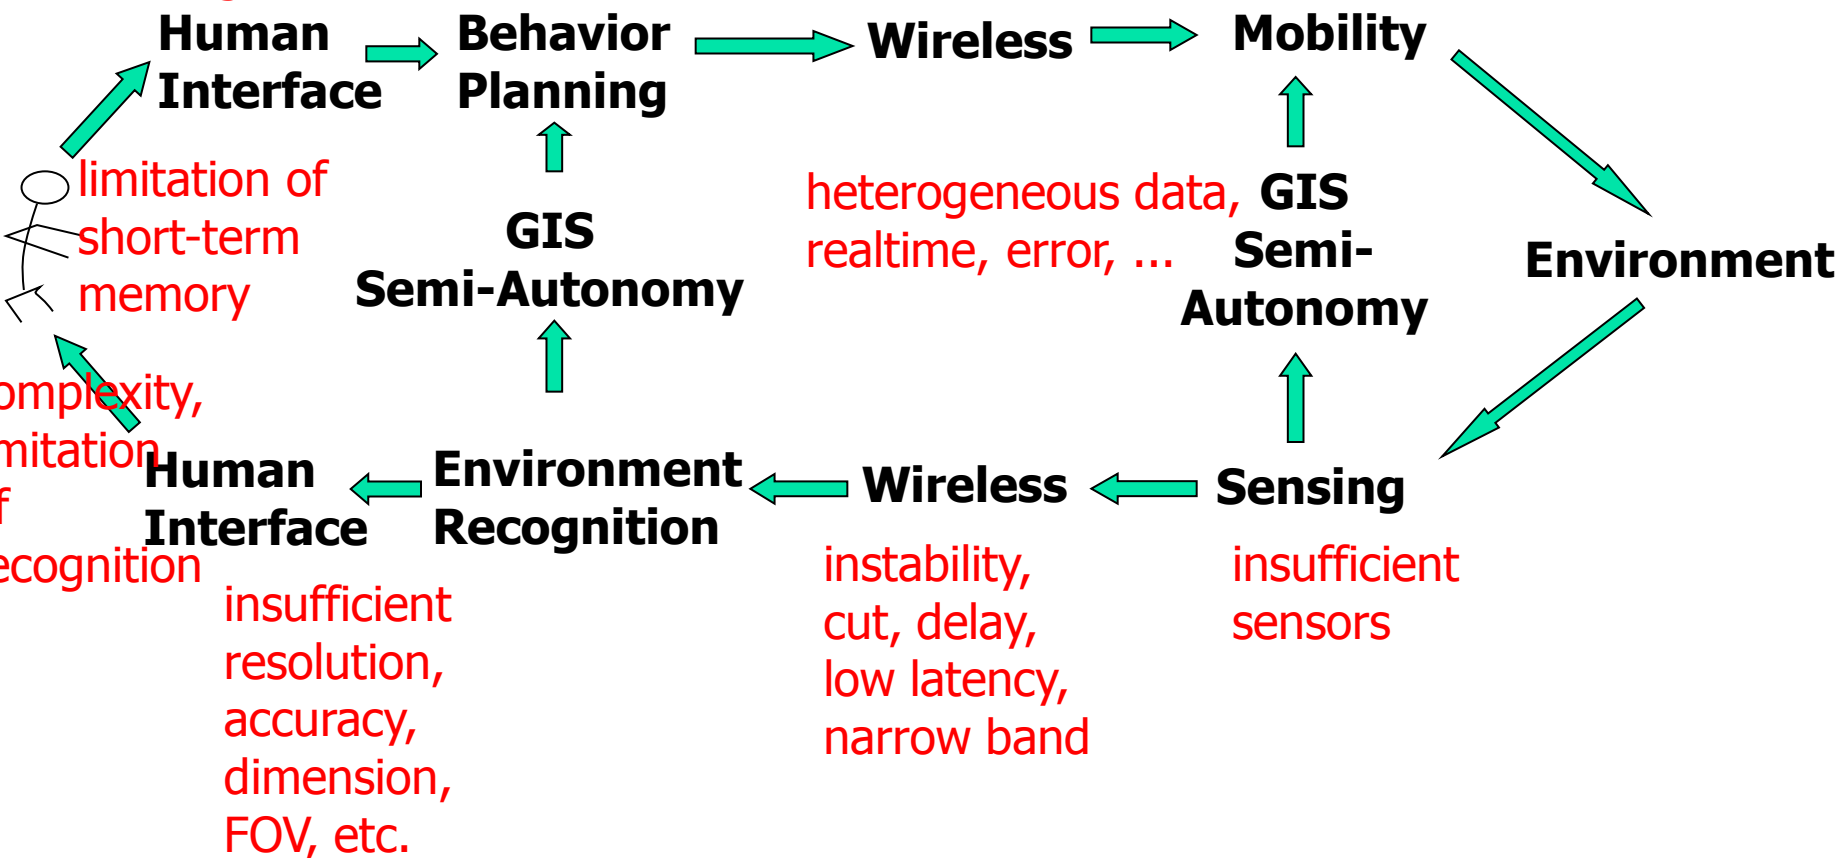 Human
Interface
Behavior
Planning
Wireless
Mobility
limitation of
short-term
memory
GIS
Semi-Autonomy
heterogeneous data,
realtime, error, ...
GIS
Semi-
Autonomy
Environment
omplexity,
mitation
f
ecognition
Human
Interface
Environment
Recognition
Wireless
Sensing
insufficient
resolution,
accuracy,
dimension,
FOV, etc.
instability,
cut, delay,
low latency,
narrow band
insufficient
sensors